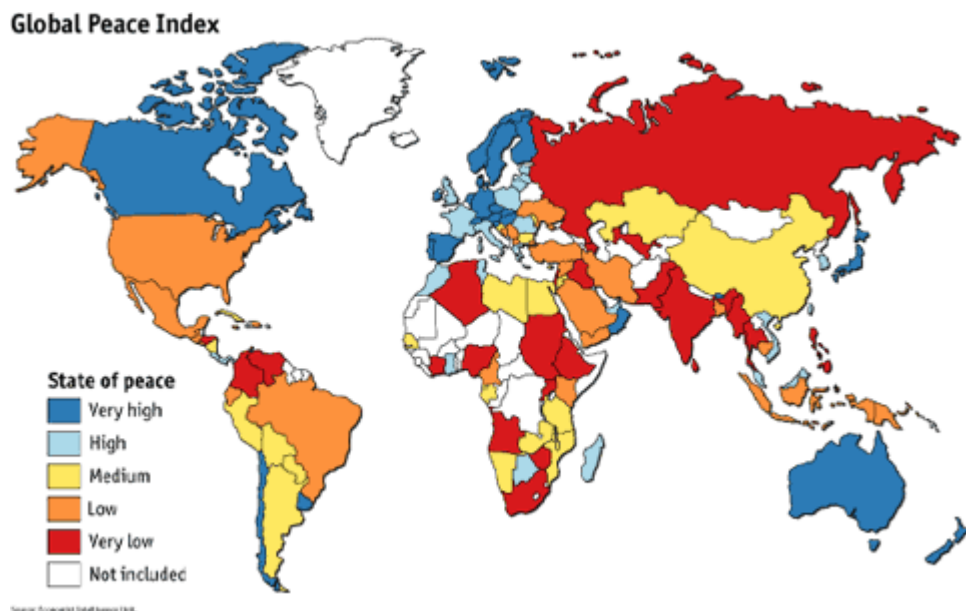 Global Peace Index
State of peace
Very high
High
Medium
Low
Very low
Not included